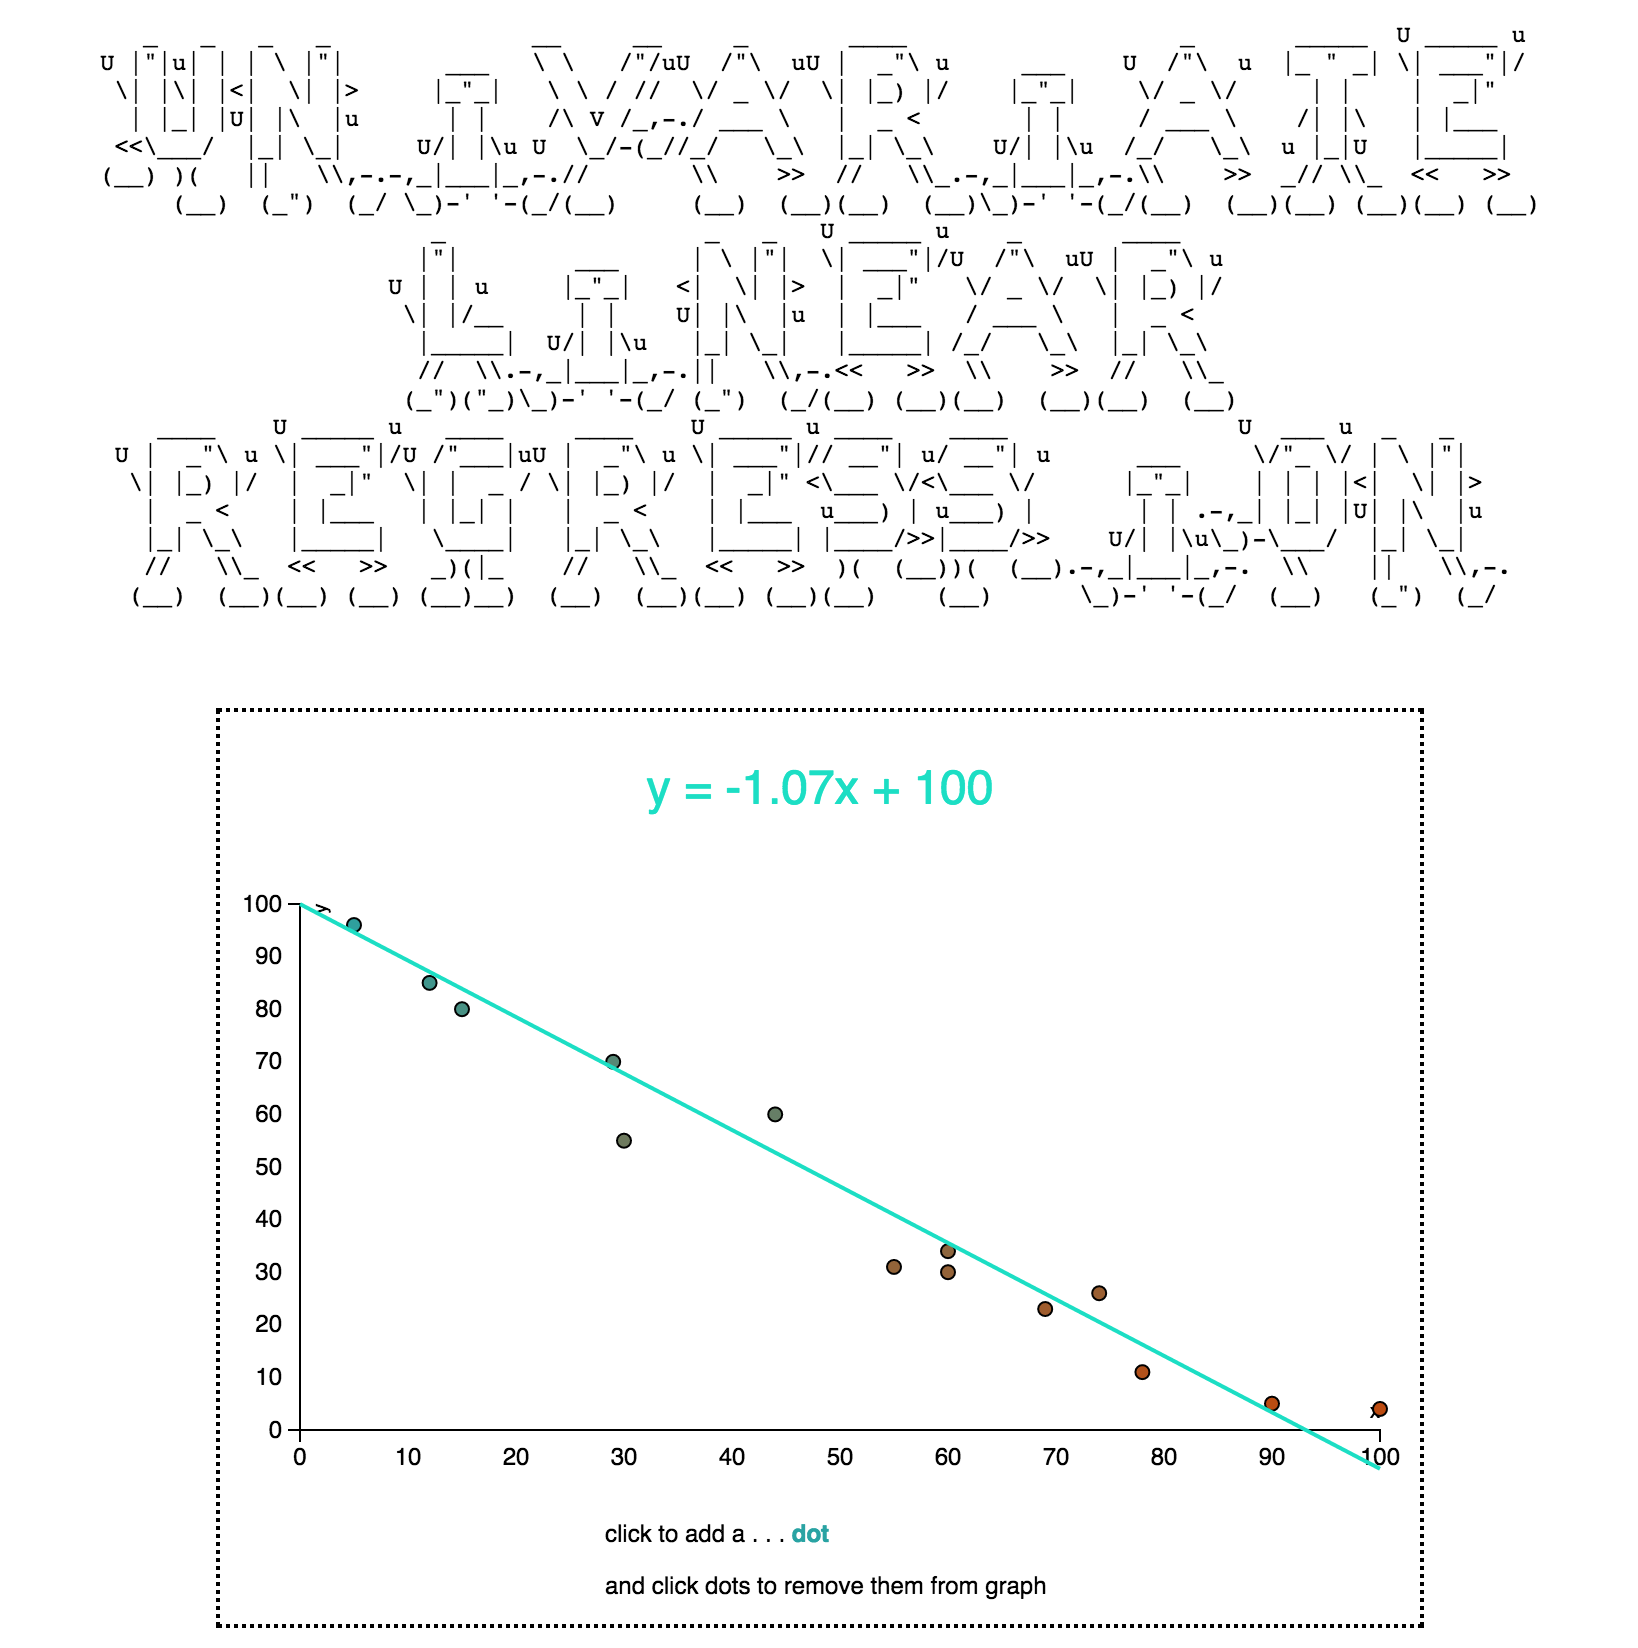 UNIVARIATE
LINEAR
REGRESSION
y = -1.07x + 100
y
100
90
80
70
60
50
40
30
20
10
0
0 10 20 30 40 50 60 70 80 90 100
x
click to add a . . . dot
and click dots to remove them from graph